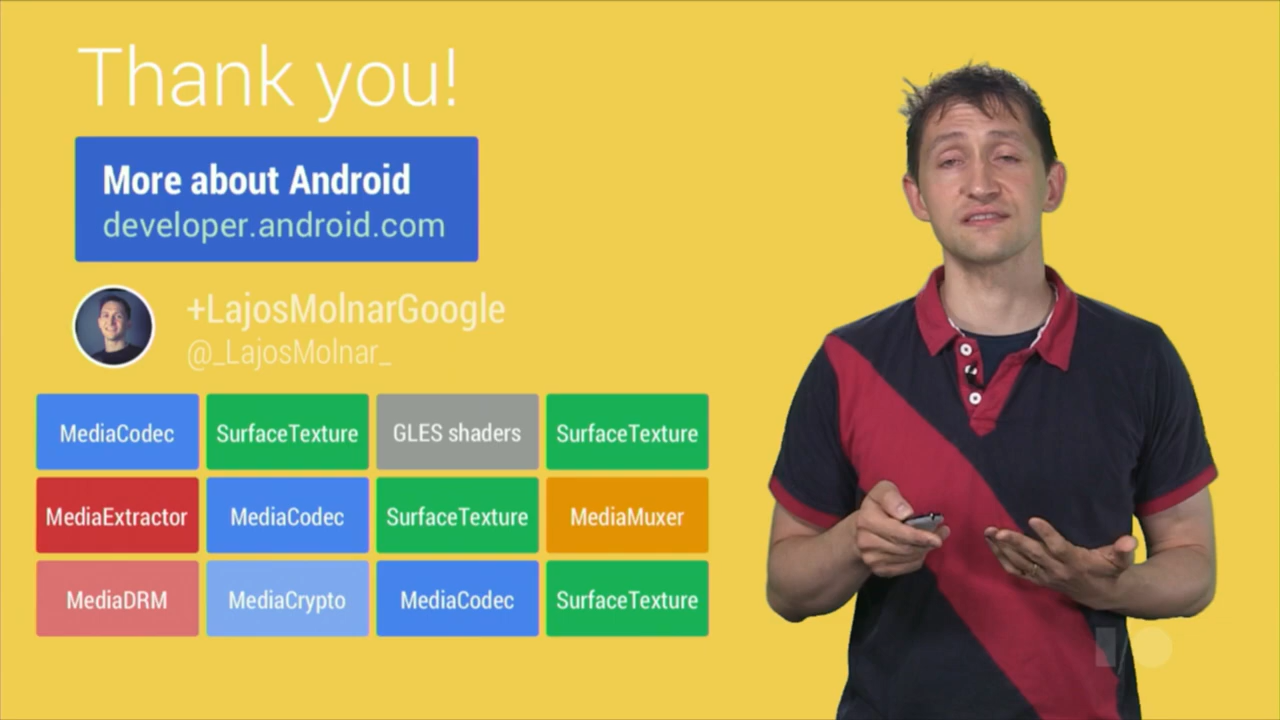 Thank you!
More about Android
developer.android.com
+LajosMolnarGoogle
@_LajosMolnar_
MediaCodec SurfaceTexture GLES shaders SurfaceTexture
MediaExtractor MediaCodec SurfaceTexture MediaMuxer
MediaDRM MediaCrypto MediaCodec SurfaceTexture
I/O